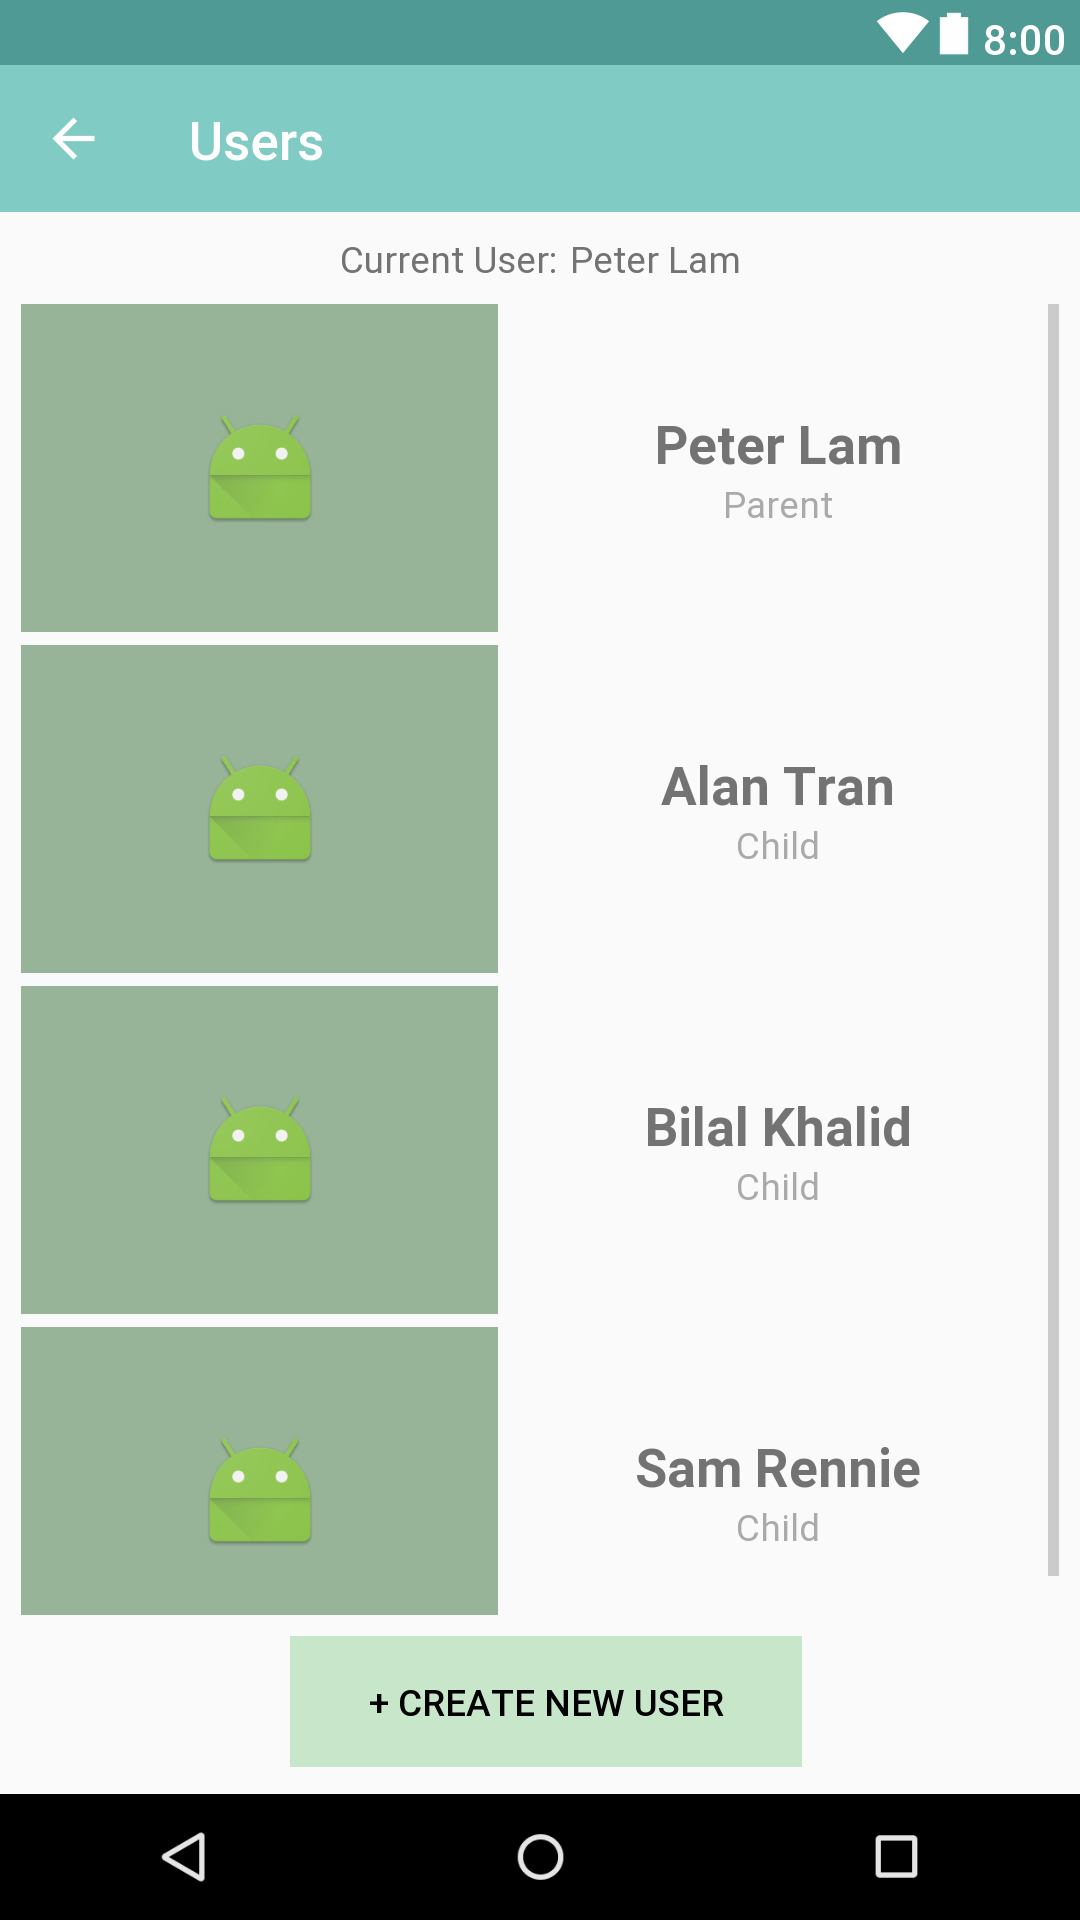 8:00
Users
Current User: Peter Lam
Peter Lam
Parent
Alan Tran
Child
Bilal Khalid
Child
Sam Rennie
Child
+ CREATE NEW USER